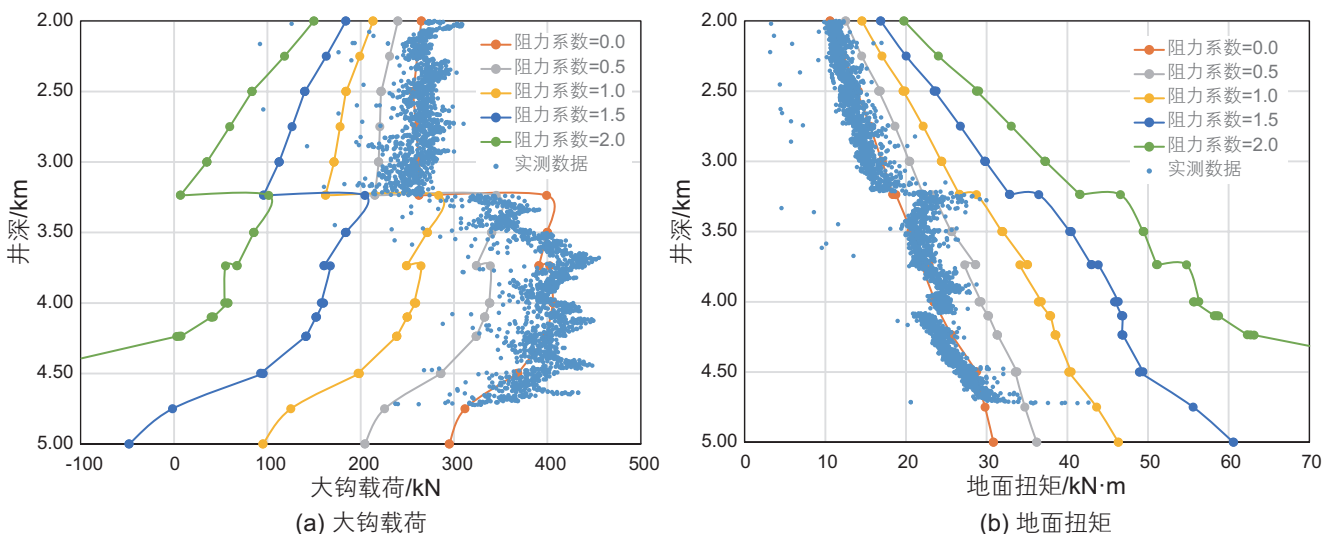 2.00
2.50
3.00
3.50
4.00
4.50
5.00
井深/km
-100
0
100
200
300
400
500
大钩载荷/kN
阻力系数=0.0
阻力系数=0.5
阻力系数=1.0
阻力系数=1.5
阻力系数=2.0
实测数据
(a) 大钩载荷
2.00
2.50
3.00
3.50
4.00
4.50
5.00
井深/km
0
10
20
30
40
50
60
70
地面扭矩/kN·m
阻力系数=0.0
阻力系数=0.5
阻力系数=1.0
阻力系数=1.5
阻力系数=2.0
实测数据
(b) 地面扭矩